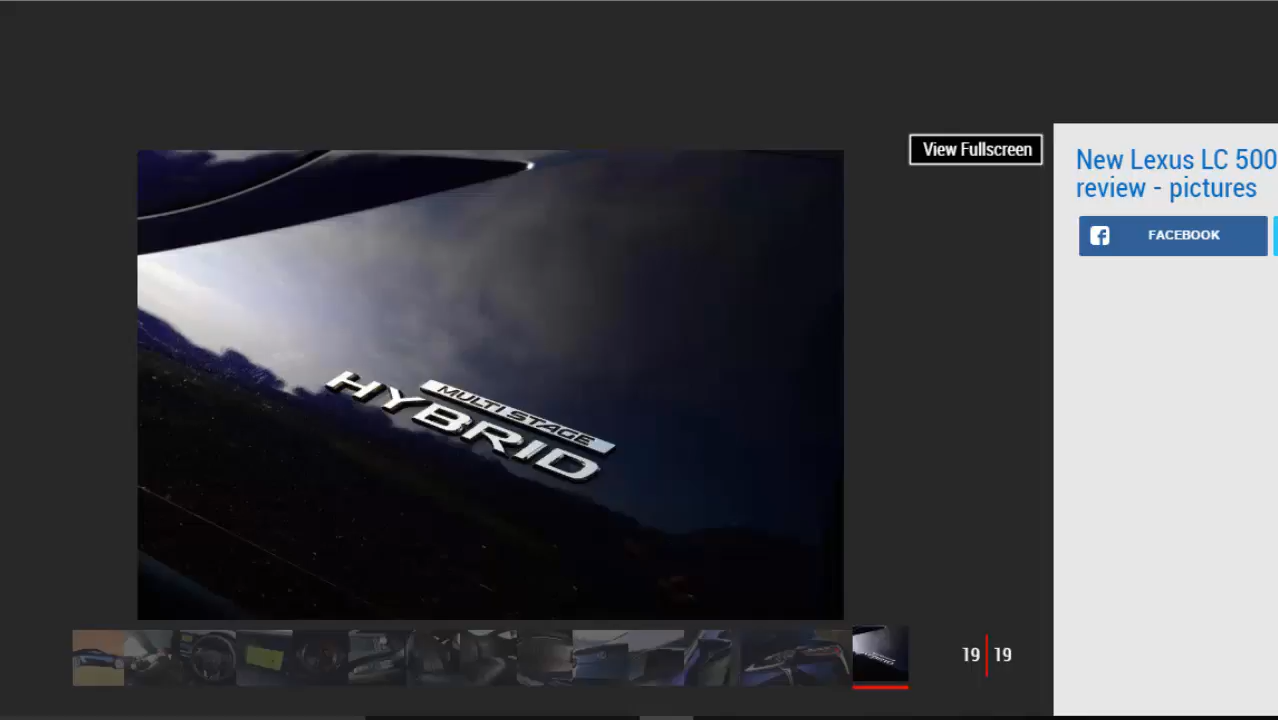 View Fullscreen
New Lexus LC 500
review - pictures
FACEBOOK
MULTI STAGE
HYBRID
19 19